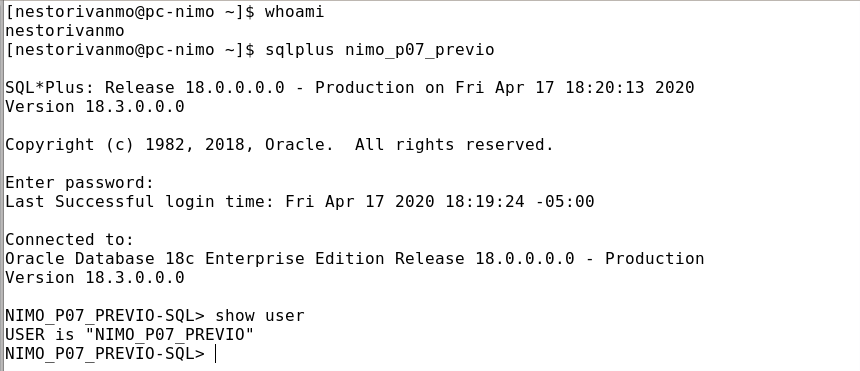 [nestorivanmo@pc-nimo ~]$ whoami
nestorivanmo
[nestorivanmo@pc-nimo ~]$ sqlplus nimo_p07_previo
SQL*Plus: Release 18.0.0.0.0 - Production on Fri Apr 17 18:20:13 2020
Version 18.3.0.0.0
Copyright (c) 1982, 2018, Oracle.  All rights reserved.
Enter password:
Last Successful login time: Fri Apr 17 2020 18:19:24 -05:00
Connected to:
Oracle Database 18c Enterprise Edition Release 18.0.0.0.0 - Production
Version 18.3.0.0.0
NIMO_P07_PREVIO-SQL> show user
USER is "NIMO_P07_PREVIO"
NIMO_P07_PREVIO-SQL>